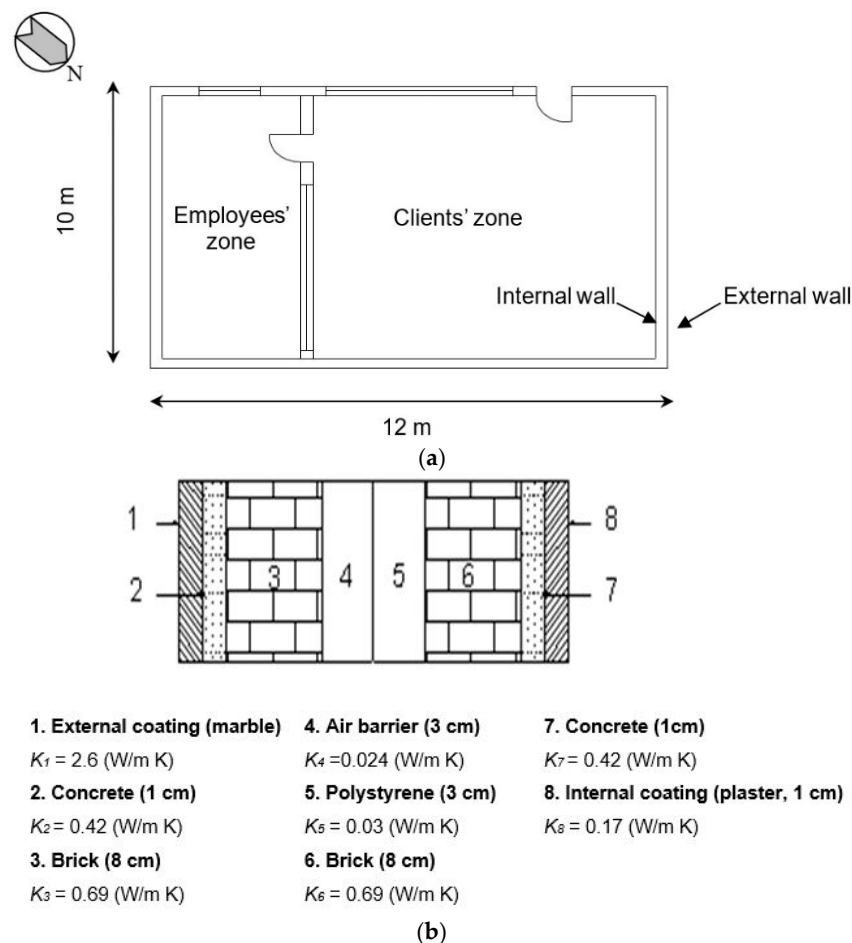 N
10 m
Employees'
zone
Clients' zone
Internal wall
External wall
12 m
(a)
1
2
3
4
5
6
7
8
1. External coating (marble)
K₁ = 2.6 (W/m K)
2. Concrete (1 cm)
K₂ = 0.42 (W/m K)
3. Brick (8 cm)
K₃ = 0.69 (W/m K)
4. Air barrier (3 cm)
K₄ =0.024 (W/m K)
5. Polystyrene (3 cm)
K₅ = 0.03 (W/m K)
6. Brick (8 cm)
K₆ = 0.69 (W/m K)
7. Concrete (1cm)
K₇ = 0.42 (W/m K)
8. Internal coating (plaster, 1 cm)
K₈ = 0.17 (W/m K)
(b)